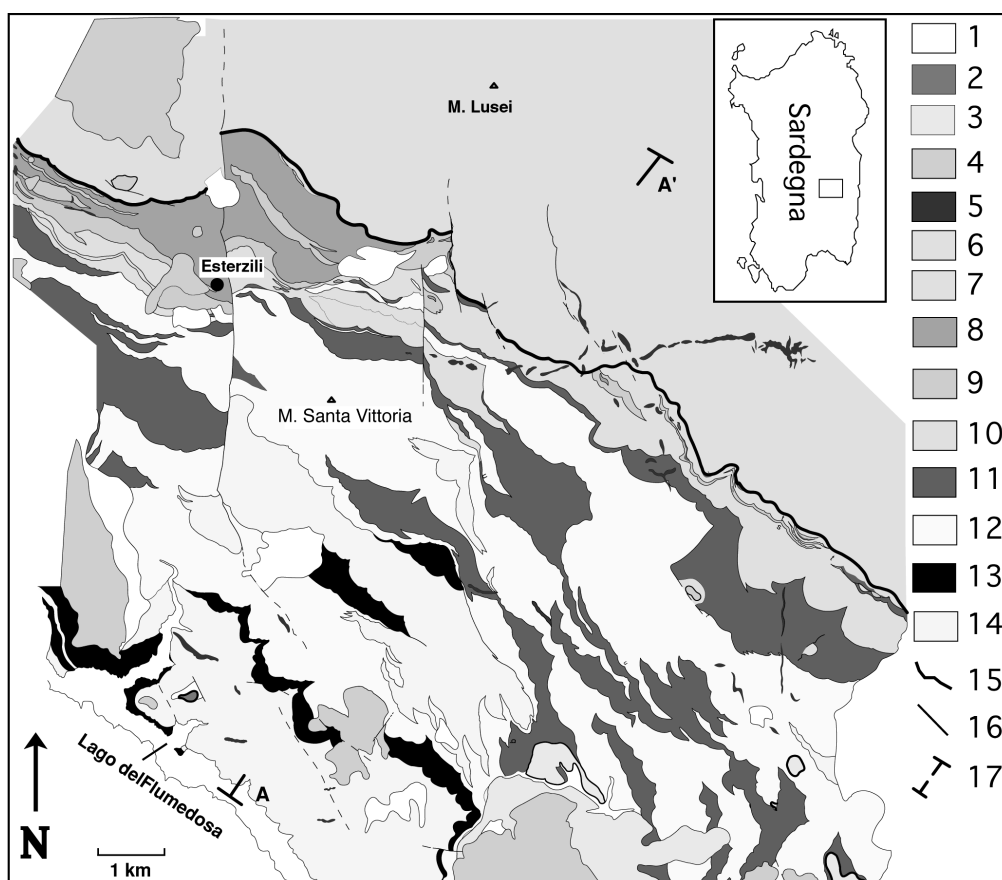 M. Lusei
A'
Sardegna
Esterzili
M. Santa Vittoria
Lago delFlumedosa
A
N
1 km
1
2
3
4
5
6
7
8
9
10
11
12
13
14
15
16
17